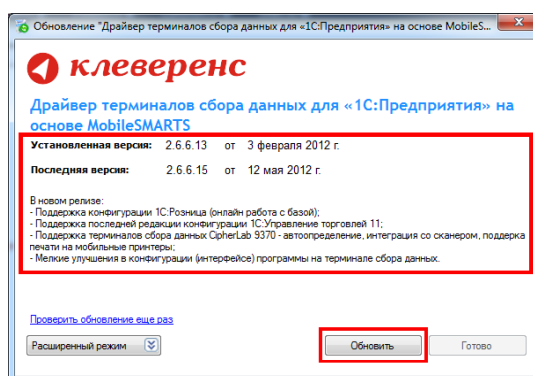 Обновление "Драйвер терминалов сбора данных для «1С:Предприятия» на основе MobileS...
клеверенс
Драйвер терминалов сбора данных для «1С:Предприятия» на
основе MobileSMARTS
Установленная версия: 2.6.6.13 от 3 февраля 2012 г.
Последняя версия: 2.6.6.15 от 12 мая 2012 г.
В новом релизе:
- Поддержка конфигурации 1С:Розница (онлайн работа с базой);
- Поддержка последней редакции конфигурации 1С:Управление торговлей 11;
- Поддержка терминалов сбора данных CipherLab 9370 - автоопределение, интеграция со сканером, поддержка
печати на мобильные принтеры;
- Мелкие улучшения в конфигурации (интерфейсе) программы на терминале сбора данных.
Проверить обновление еще раз
Расширенный режим
Обновить
Готово